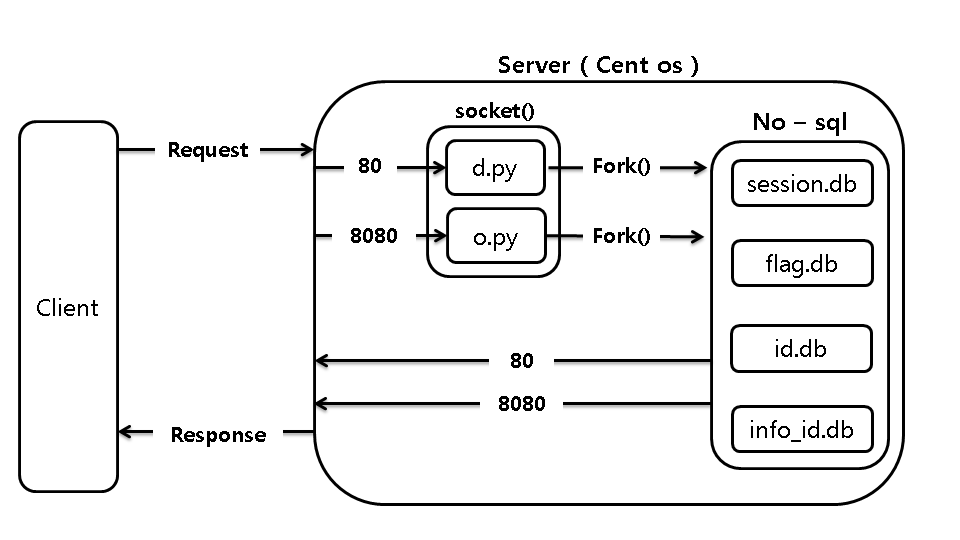 Server ( Cent os )
socket()
No – sql
Request
80
d.py
Fork()
session.db
8080
o.py
Fork()
flag.db
Client
id.db
80
8080
Response
info_id.db